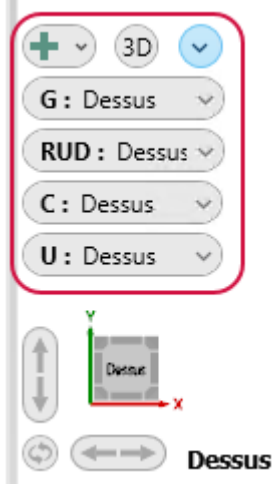 3D
G : Dessus
RUD : Dessus
C : Dessus
U : Dessus
Y
Dessus
X
Dessus